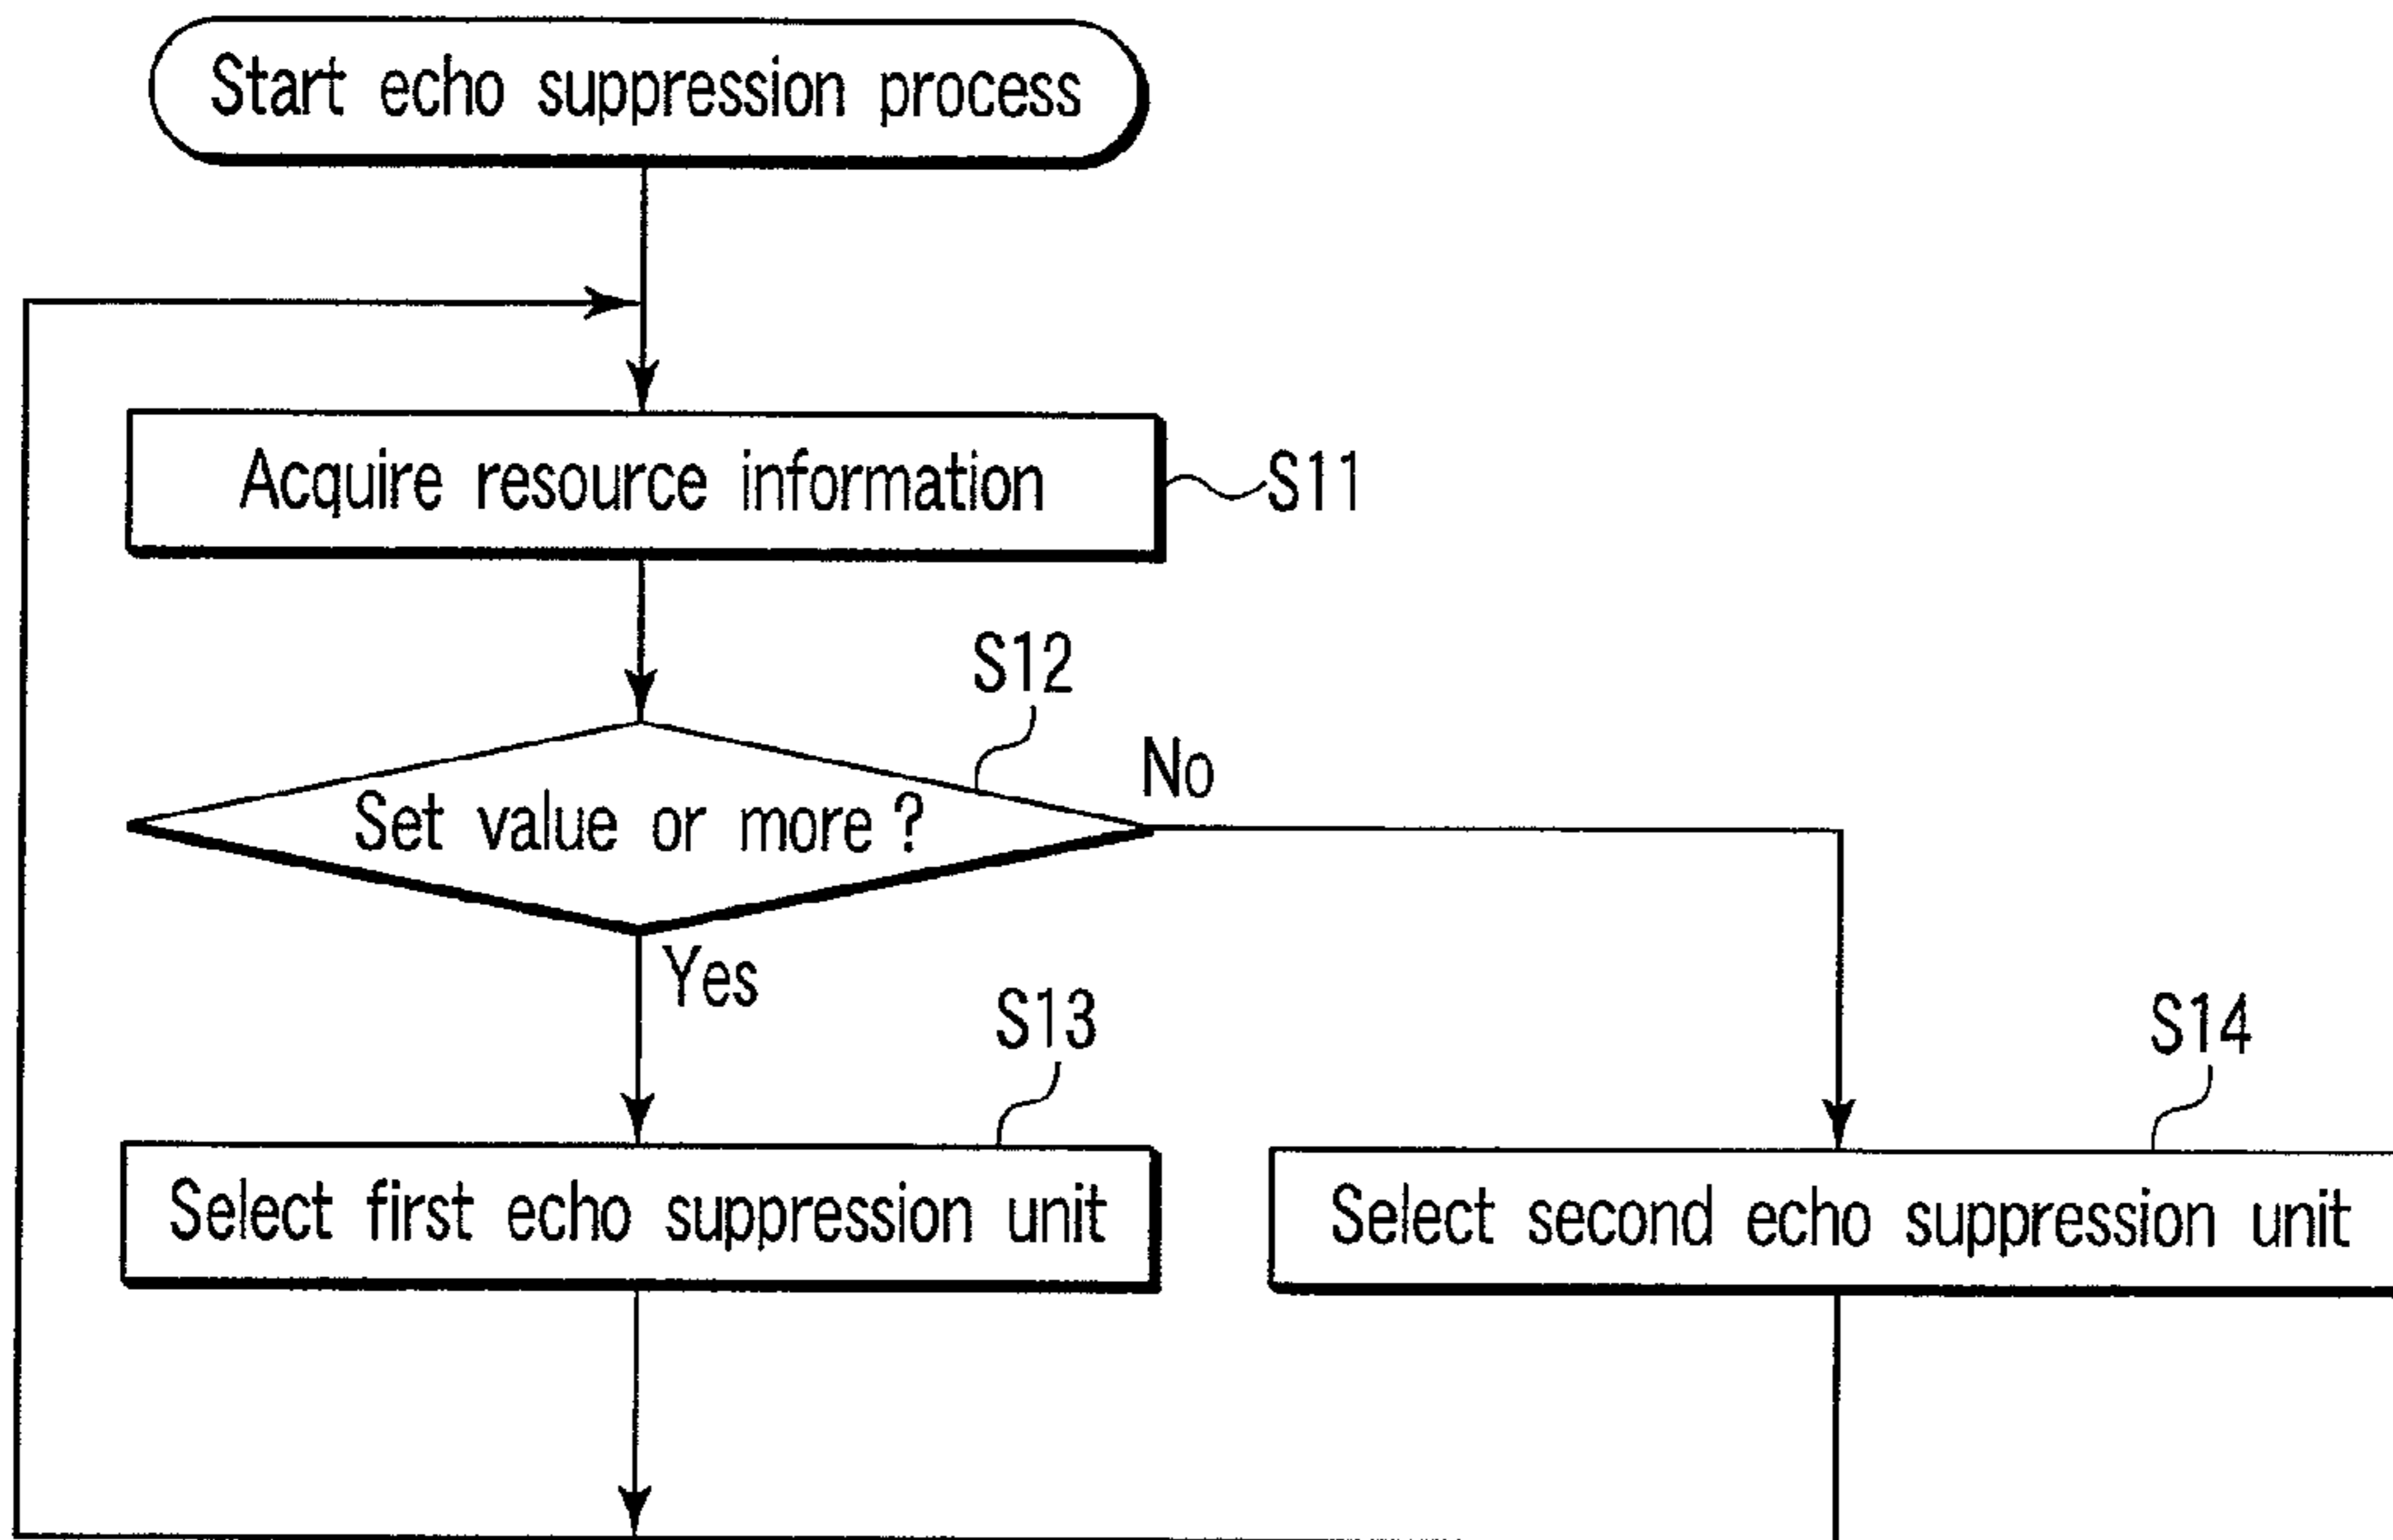 Start echo suppression process
Acquire resource information
S11
S12
Set value or more ?
No
Yes
S13
S14
Select first echo suppression unit
Select second echo suppression unit